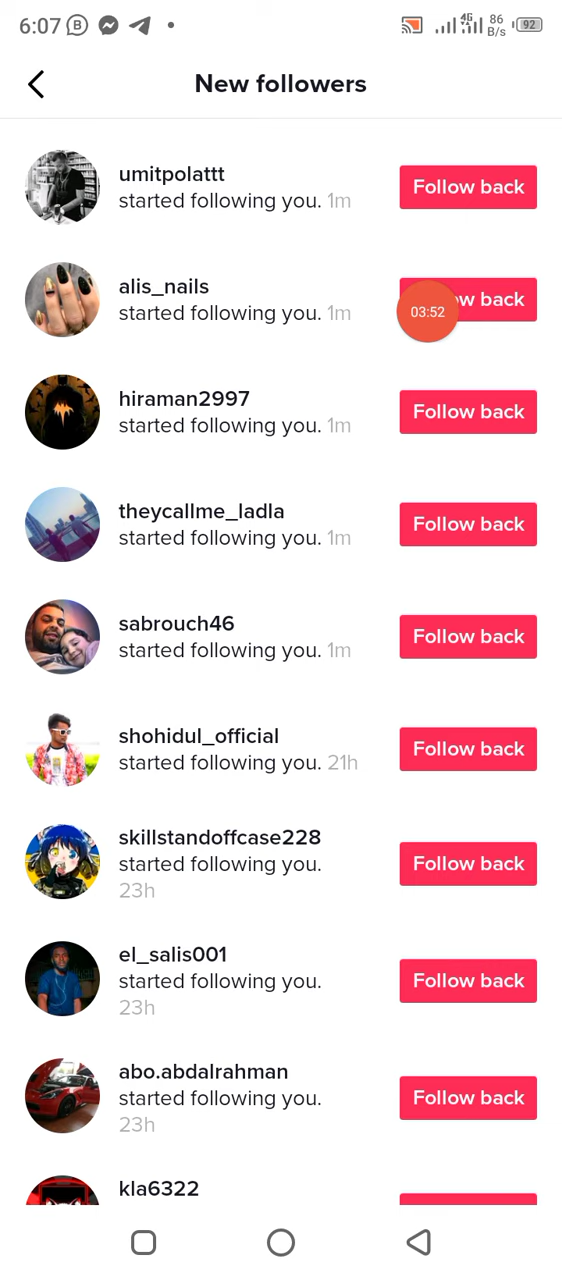 6:07 B 4G 86 B/s 92
New followers
umitpolattt
started following you. 1m
Follow back
alis_nails
started following you. 1m
w back
03:52
hiraman2997
started following you. 1m
Follow back
theycallme_ladla
started following you. 1m
Follow back
sabrouch46
started following you. 1m
Follow back
shohidul_official
started following you. 21h
Follow back
skillstandoffcase228
started following you.
23h
Follow back
el_salis001
started following you.
23h
Follow back
abo.abdalrahman
started following you.
23h
Follow back
kla6322